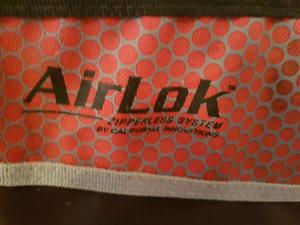 AirLok
ZIPPERLESS SYSTEM
BY CALIFORNIA INNOVATIONS